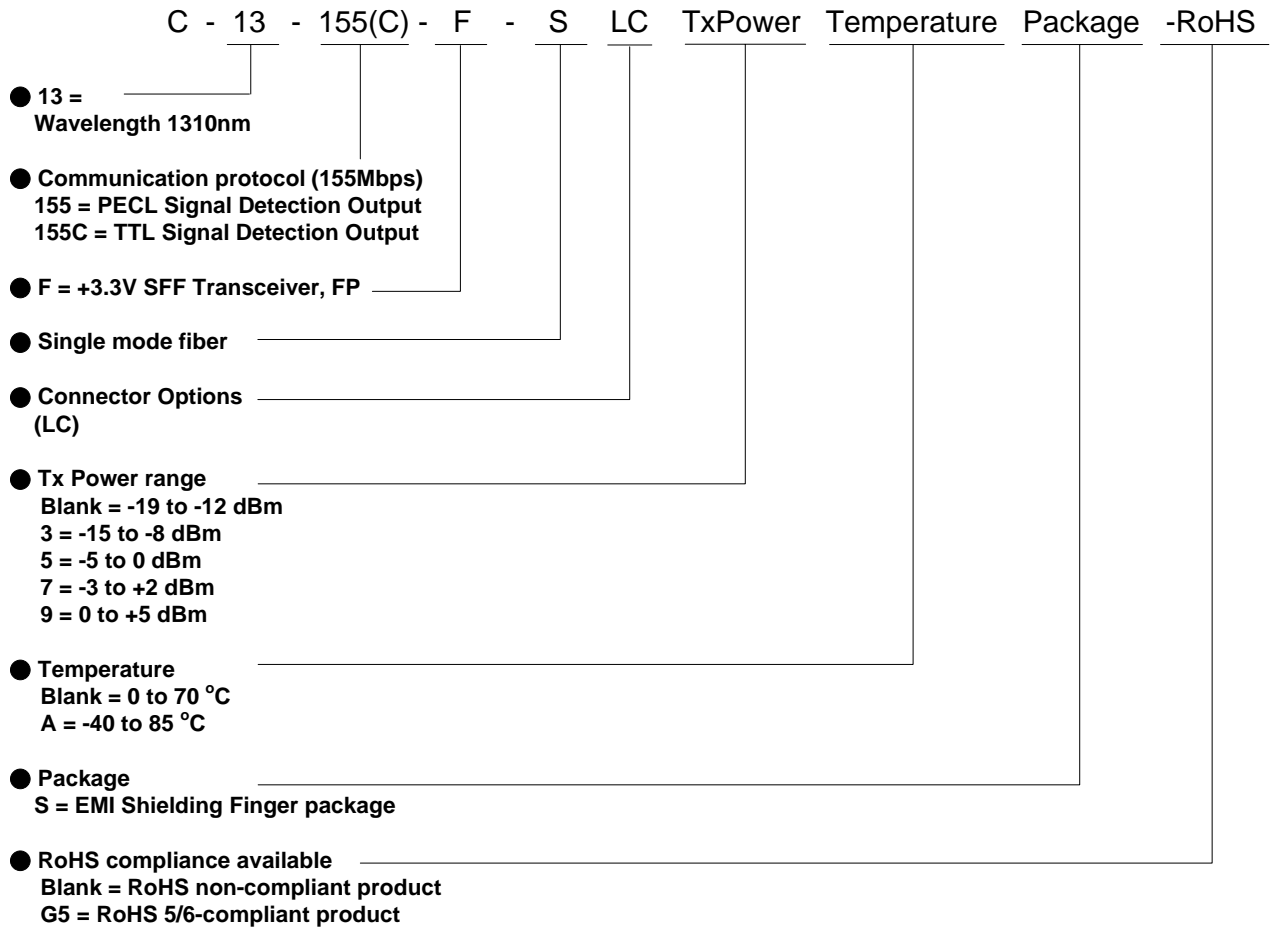 C - 13 - 155(C) - F - S LC TxPower Temperature Package -RoHS
● 13 =
Wavelength 1310nm
● Communication protocol (155Mbps)
155 = PECL Signal Detection Output
155C = TTL Signal Detection Output
● F = +3.3V SFF Transceiver, FP
● Single mode fiber
● Connector Options
(LC)
● Tx Power range
Blank = -19 to -12 dBm
3 = -15 to -8 dBm
5 = -5 to 0 dBm
7 = -3 to +2 dBm
9 = 0 to +5 dBm
● Temperature
Blank = 0 to 70 °C
A = -40 to 85 °C
● Package
S = EMI Shielding Finger package
● RoHS compliance available
Blank = RoHS non-compliant product
G5 = RoHS 5/6-compliant product